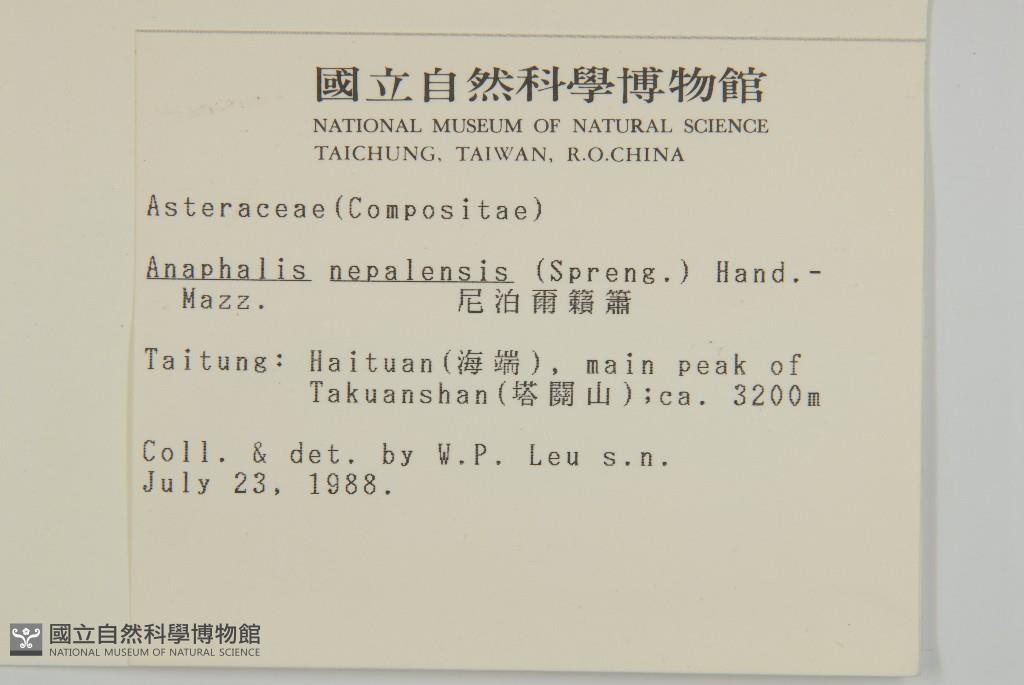 國立自然科學博物館
NATIONAL MUSEUM OF NATURAL SCIENCE
TAICHUNG, TAIWAN, R.O.CHINA
Asteraceae(Compositae)
Anaphalis nepalensis (Spreng.) Hand.-
Mazz. 尼泊爾籟簫
Taitung: Haituan(海端), main peak of
Takuanshan(塔關山);ca. 3200m
Coll. & det. by W.P. Leu s.n.
July 23, 1988.
國立自然科學博物館
NATIONAL MUSEUM OF NATURAL SCIENCE